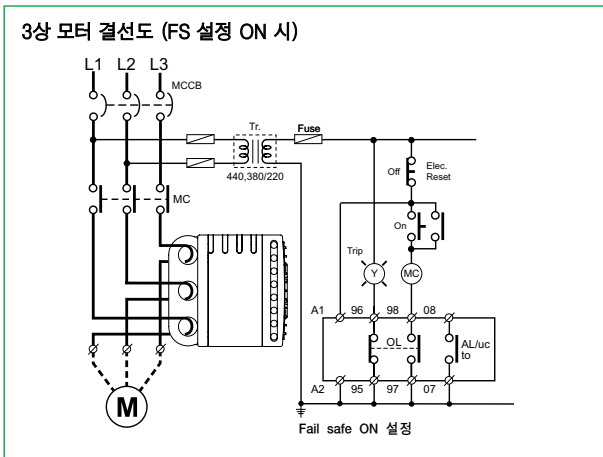 3상 모터 결선도 (FS 설정 ON 시)
L1 L2 L3
MCCB
Tr.
Fuse
440,380/220
Off
Elec.
Reset
MC
On
Trip
Y
MC
A1 96 98 08
OL
AL/uc
to
A2 95 97 07
M
Fail safe ON 설정